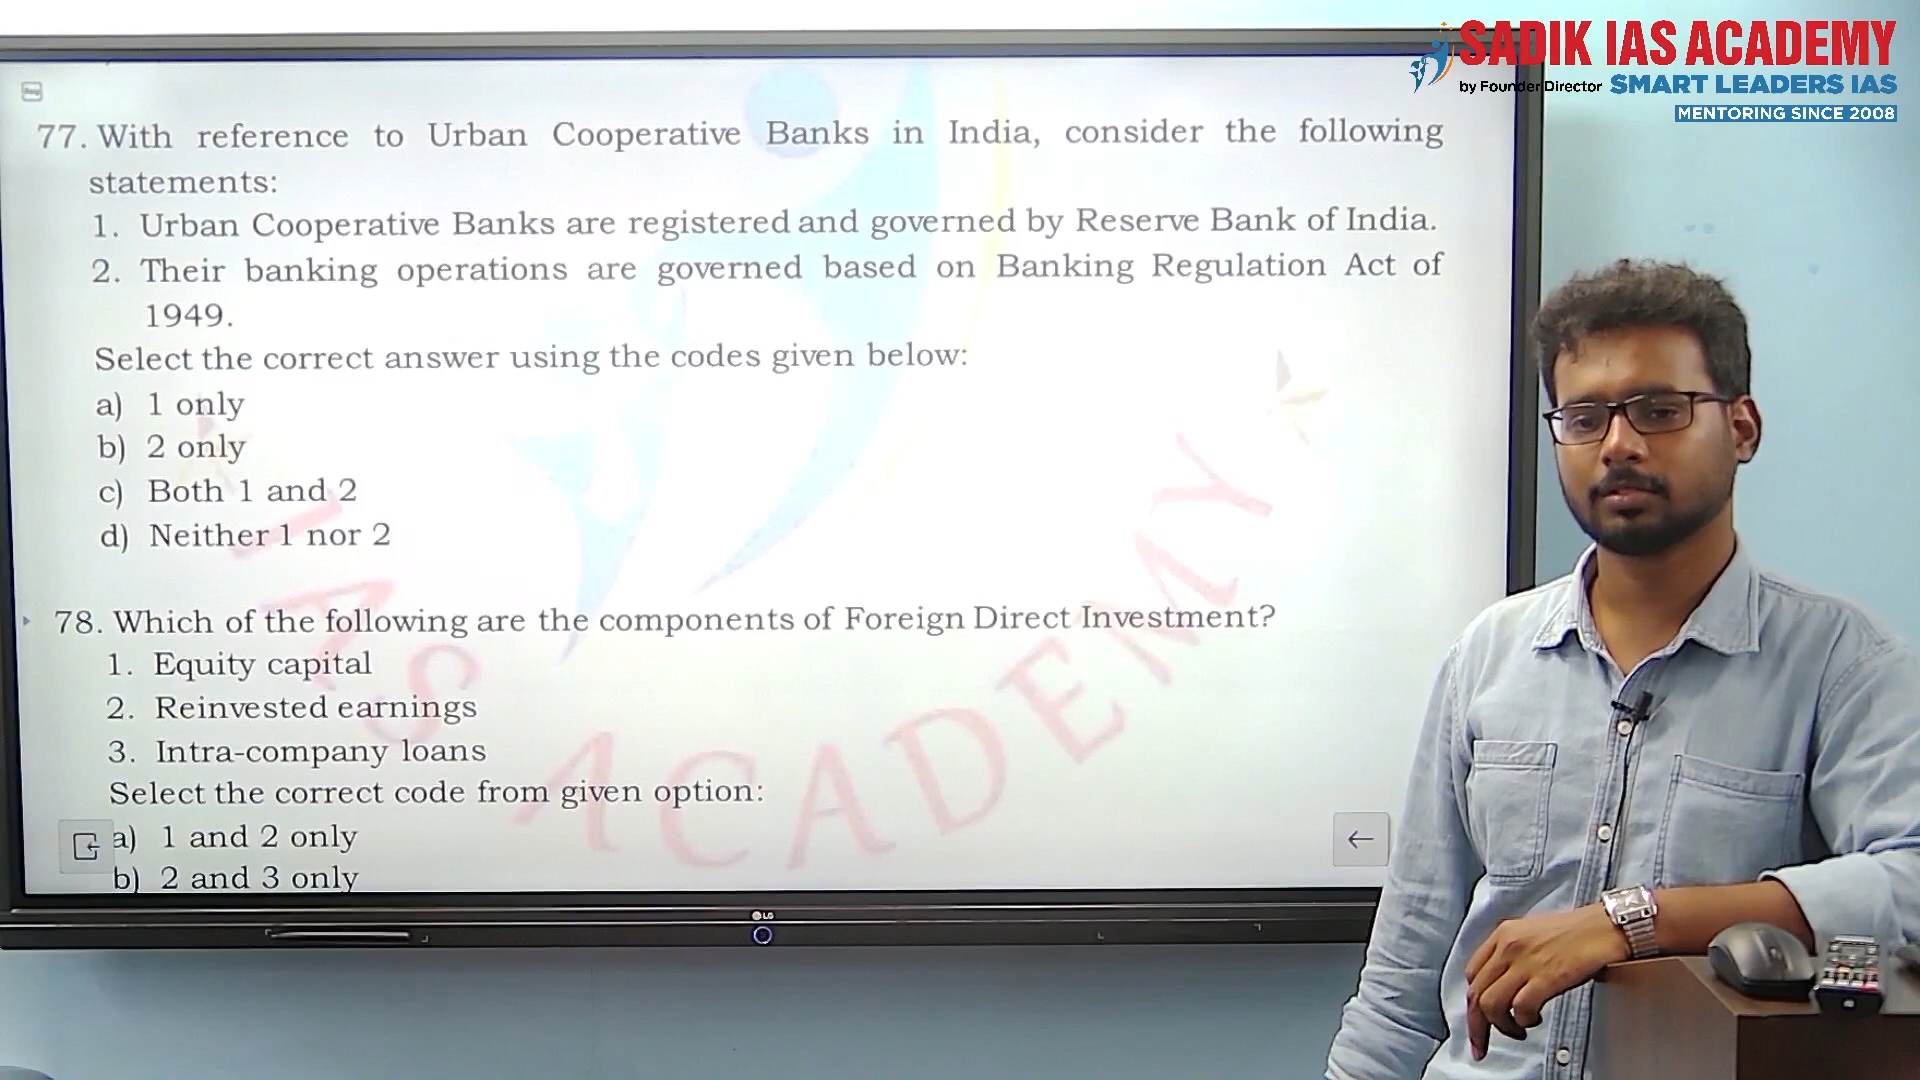 SADIK IAS ACADEMY
by Founder Director SMART LEADERS IAS
MENTORING SINCE 2008
77. With reference to Urban Cooperative Banks in India, consider the following
statements:
1. Urban Cooperative Banks are registered and governed by Reserve Bank of India.
2. Their banking operations are governed based on Banking Regulation Act of
1949.
Select the correct answer using the codes given below:
a) 1 only
b) 2 only
c) Both 1 and 2
d) Neither 1 nor 2
78. Which of the following are the components of Foreign Direct Investment?
1. Equity capital
2. Reinvested earnings
3. Intra-company loans
Select the correct code from given option:
a) 1 and 2 only
b) 2 and 3 only
IAS ACADEMY
LG